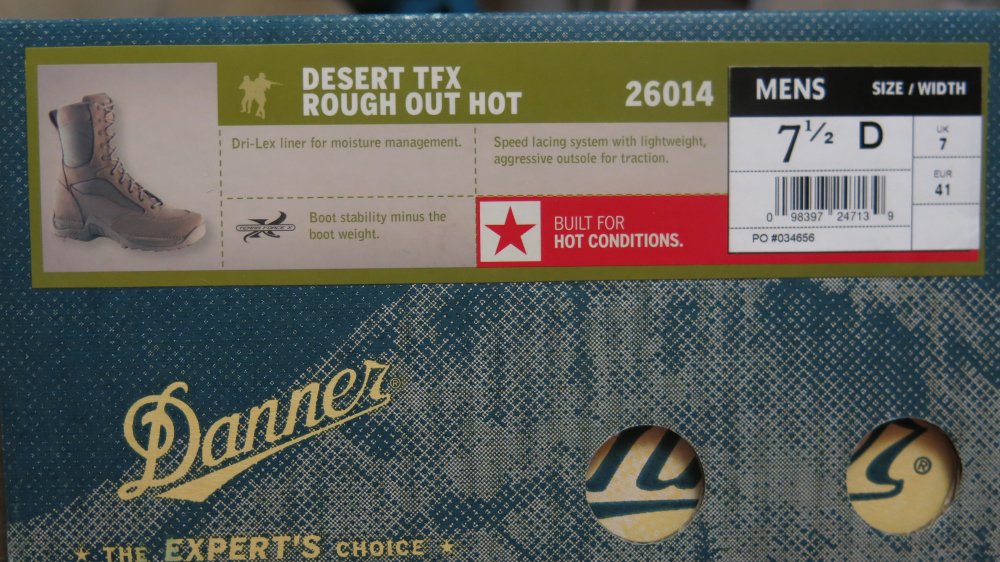 DESERT TFX
ROUGH OUT HOT
26014
Dri-Lex liner for moisture management.
Speed lacing system with lightweight,
aggressive outsole for traction.
TERRA FORCE X
Boot stability minus the
boot weight.
BUILT FOR
HOT CONDITIONS.
MENS SIZE / WIDTH
7 1/2 D
UK
7
EUR
41
0 98397 24713 9
PO #034656
Danner®
★ THE EXPERT'S CHOICE ★
®